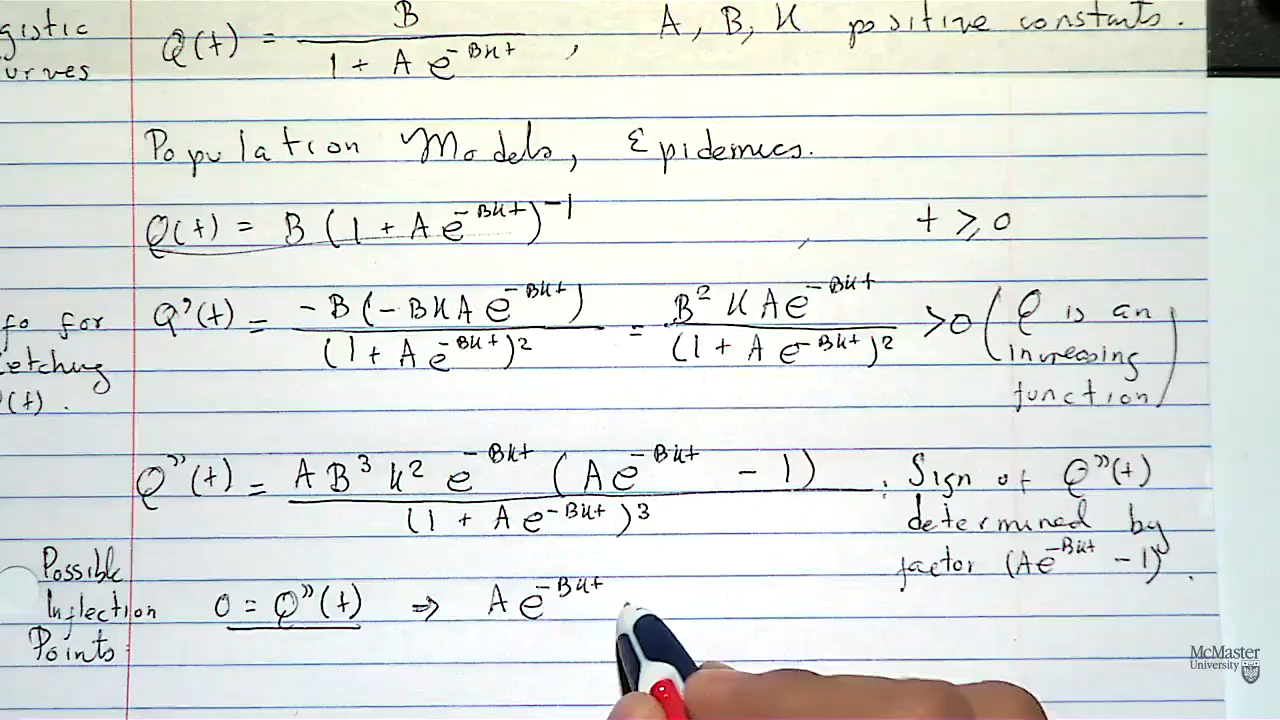 gistic
urves
Q(t) = B / (1 + A e^{-Bkt}) , A, B, k positive constants.
Population Models, Epidemics.
Q(t) = B (1 + A e^{-Bkt})^{-1} , t ≥ 0
fo for
etching
(t).
Q'(t) = -B(-BkA e^{-Bkt}) / (1 + A e^{-Bkt})^2 = B^2 k A e^{-Bkt} / (1 + A e^{-Bkt})^2 > 0 (Q is an
increasing
function)
Q''(t) = A B^3 k^2 e^{-Bkt} (A e^{-Bkt} - 1) / (1 + A e^{-Bkt})^3 . Sign of Q''(t)
determined by
factor (Ae^{-Bkt} - 1).
Possible
Inflection
Points:
0 = Q''(t) ⇒ A e^{-Bkt}
McMaster
University